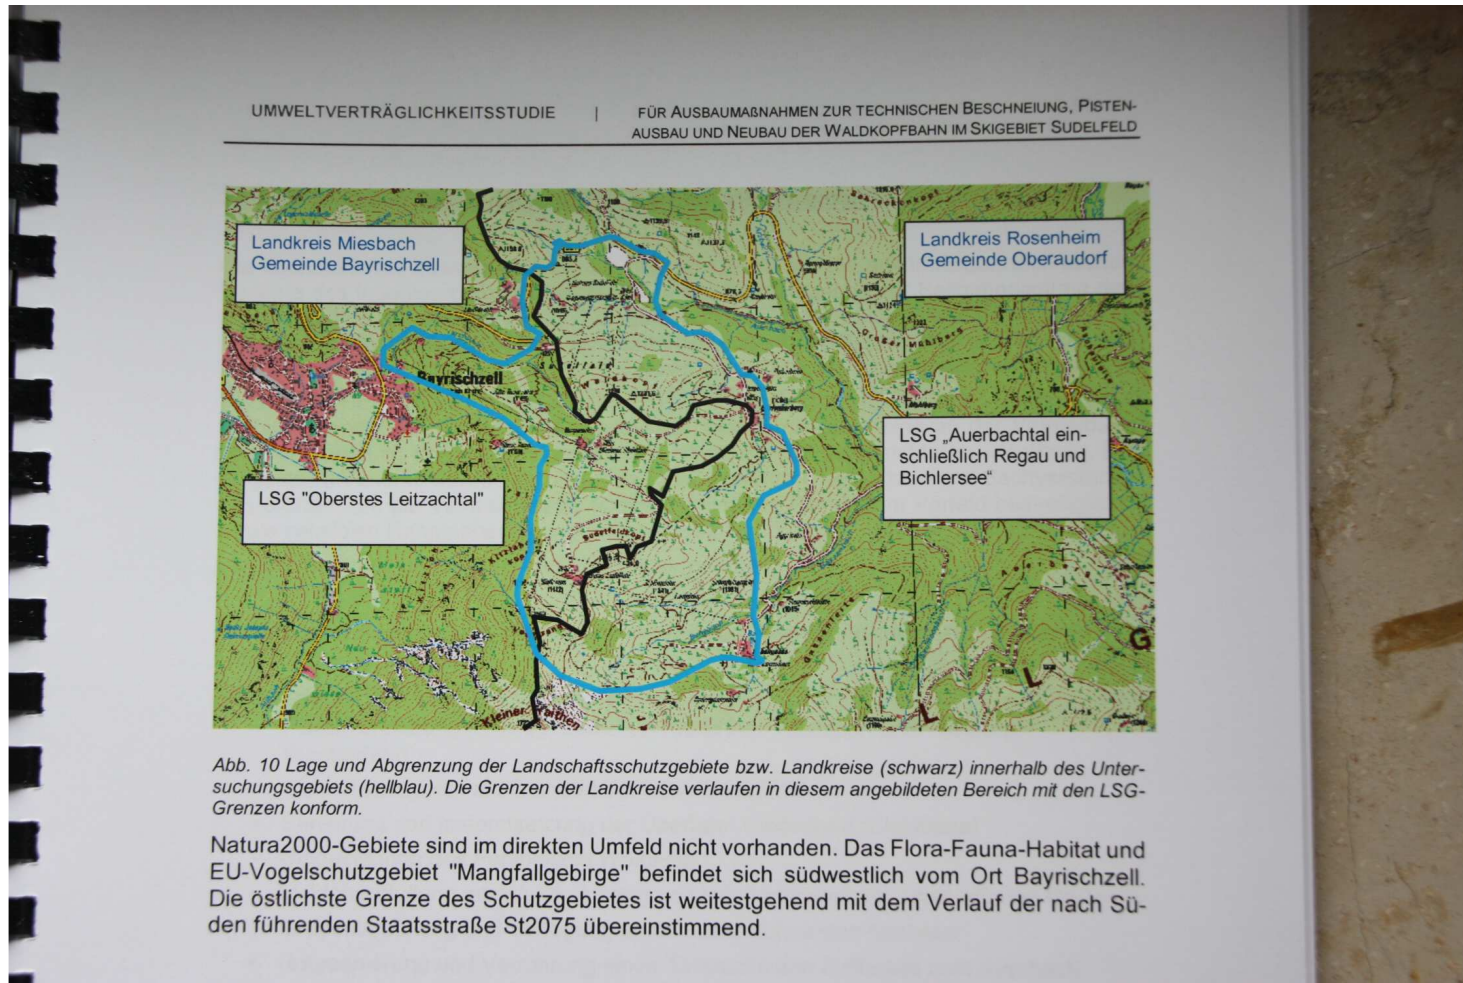 UMWELTVERTRÄGLICHKEITSSTUDIE | FÜR AUSBAUMAßNAHMEN ZUR TECHNISCHEN BESCHNEIUNG, PISTEN-
AUSBAU UND NEUBAU DER WALDKOPFBAHN IM SKIGEBIET SUDELFELD
Landkreis Miesbach
Gemeinde Bayrischzell
Landkreis Rosenheim
Gemeinde Oberaudorf
Bayrischzell
LSG „Auerbachtal ein-
schließlich Regau und
Bichlersee“
LSG "Oberstes Leitzachtal"
G
L
L
Kleiner Traithen
Abb. 10 Lage und Abgrenzung der Landschaftsschutzgebiete bzw. Landkreise (schwarz) innerhalb des Unter-
suchungsgebiets (hellblau). Die Grenzen der Landkreise verlaufen in diesem angebildeten Bereich mit den LSG-
Grenzen konform.
Natura2000-Gebiete sind im direkten Umfeld nicht vorhanden. Das Flora-Fauna-Habitat und
EU-Vogelschutzgebiet "Mangfallgebirge" befindet sich südwestlich vom Ort Bayrischzell.
Die östlichste Grenze des Schutzgebietes ist weitestgehend mit dem Verlauf der nach Sü-
den führenden Staatsstraße St2075 übereinstimmend.